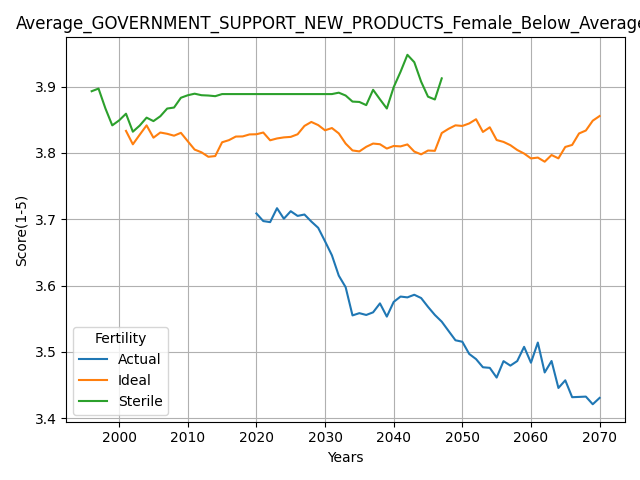 Average_GOVERNMENT_SUPPORT_NEW_PRODUCTS_Female_Below_Average
Score(1-5)
3.9
3.8
3.7
3.6
3.5
3.4
Fertility
Actual
Ideal
Sterile
2000 2010 2020 2030 2040 2050 2060 2070
Years